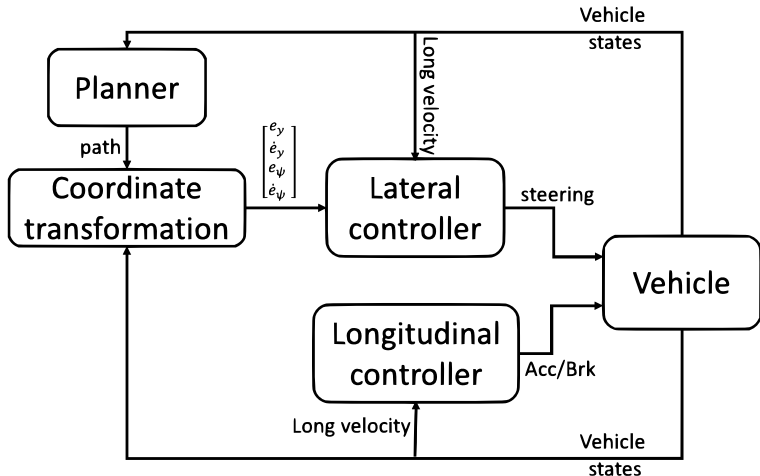 Vehicle
states
Planner
Long velocity
path
e_y
ė_y
e_ψ
ė_ψ
Coordinate
transformation
Lateral
controller
steering
Vehicle
Longitudinal
controller
Acc/Brk
Long velocity
Vehicle
states